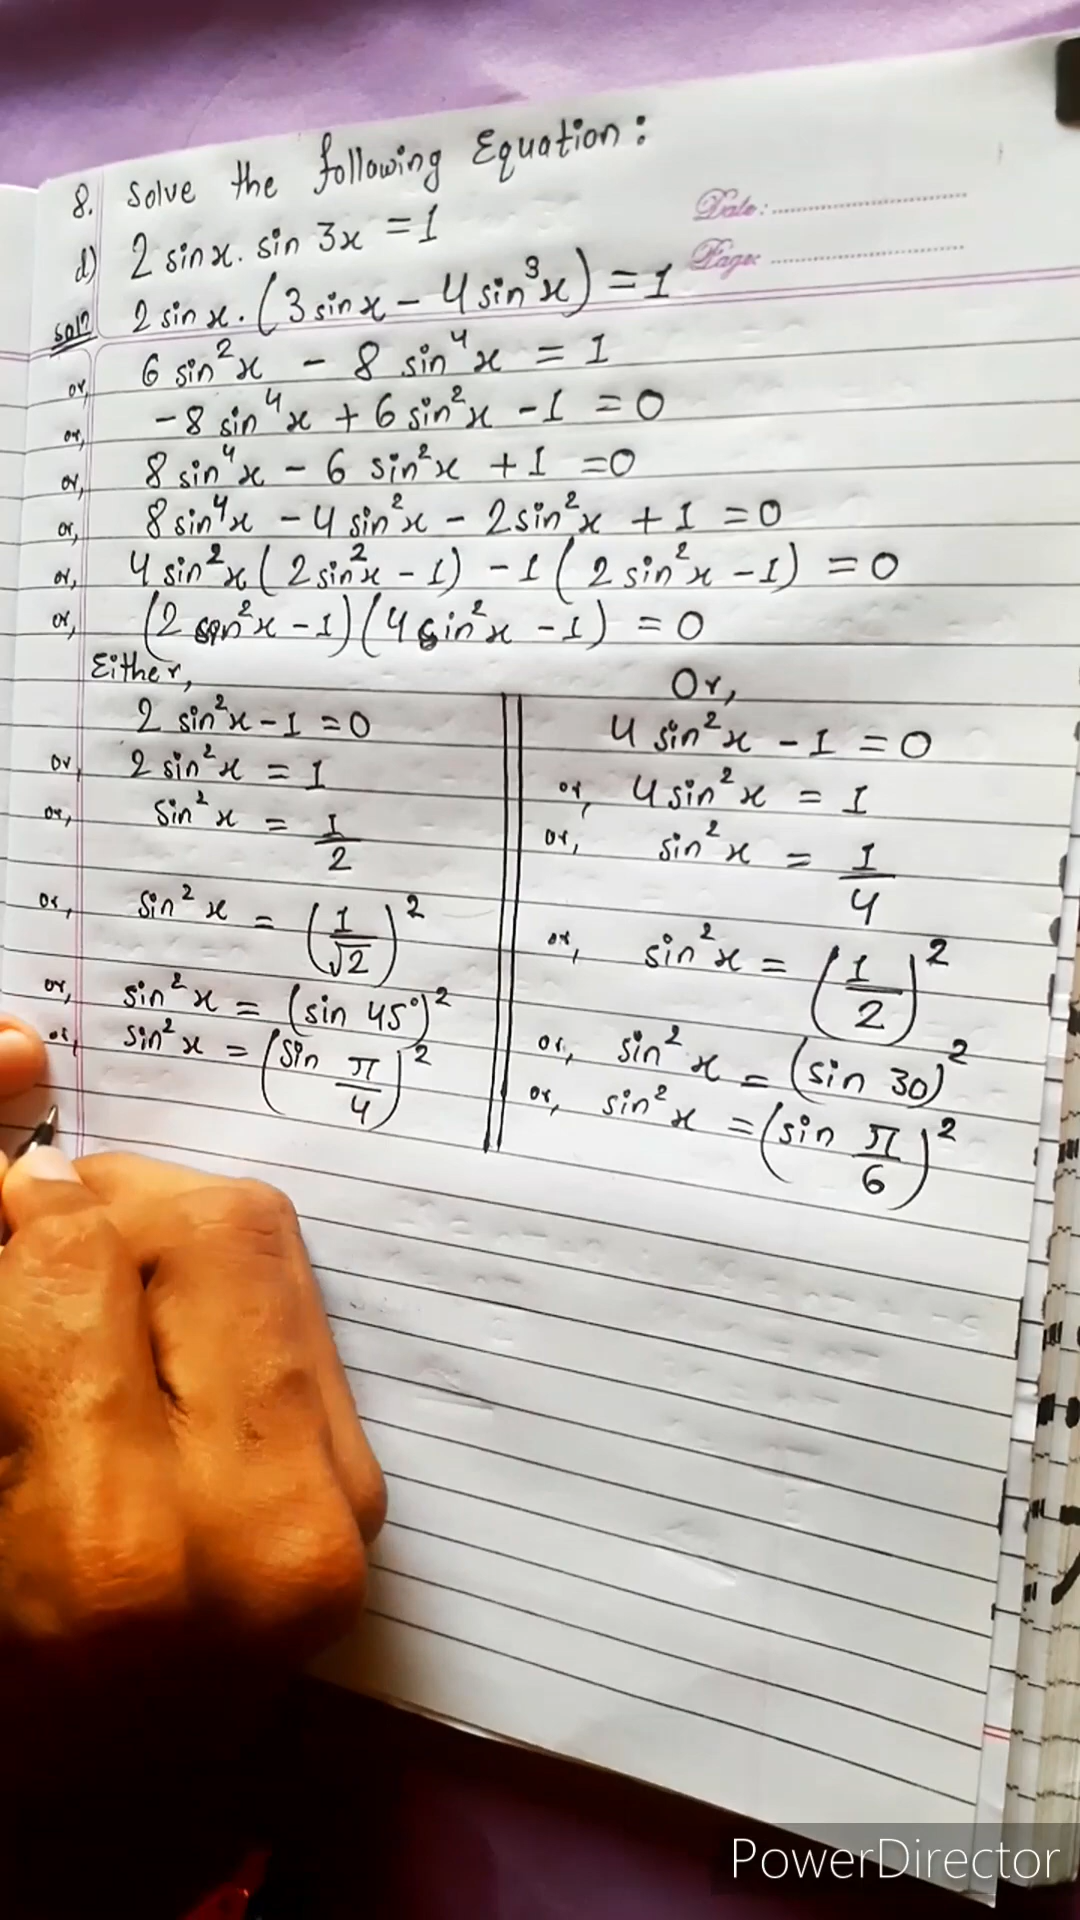 8. Solve the following Equation:
d) 2 sin x. sin 3x = 1
Date:
Page:
Solⁿ 2 sin x. (3 sin x - 4 sin³x) = 1
or, 6 sin²x - 8 sin⁴x = 1
or, -8 sin⁴x + 6 sin²x - 1 = 0
or, 8 sin⁴x - 6 sin²x + 1 = 0
or, 8 sin⁴x - 4 sin²x - 2 sin²x + 1 = 0
or, 4 sin²x (2 sin²x - 1) - 1 (2 sin²x - 1) = 0
or, (2 sin²x - 1) (4 sin²x - 1) = 0
Either,
2 sin²x - 1 = 0
or, 2 sin²x = 1
or, sin²x = 1/2
or, sin²x = (1/√2)²
or, sin²x = (sin 45°)²
or, sin²x = (sin π/4)²
Or,
4 sin²x - 1 = 0
or, 4 sin²x = 1
or, sin²x = 1/4
or, sin²x = (1/2)²
or, sin²x = (sin 30)²
or, sin²x = (sin π/6)²
PowerDirector